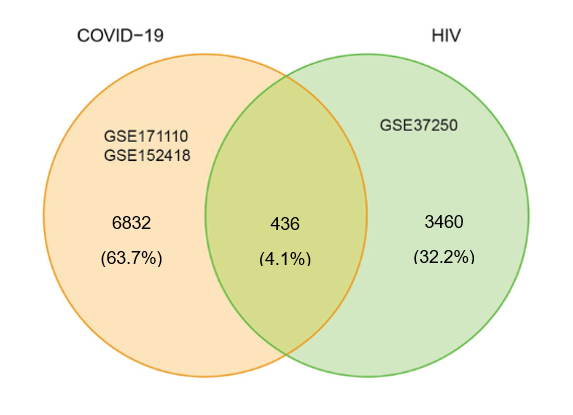 COVID−19
HIV
GSE171110
GSE152418
GSE37250
6832
436
3460
(63.7%)
(4.1%)
(32.2%)